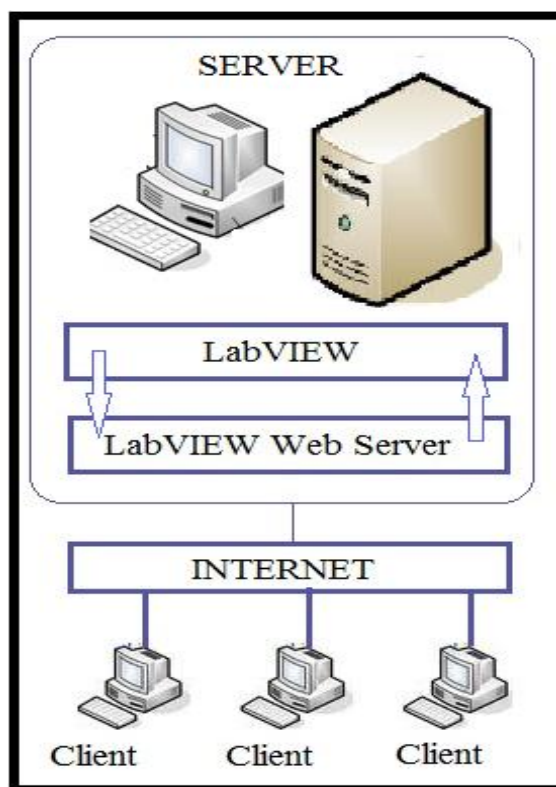 SERVER
LabVIEW
LabVIEW Web Server
INTERNET
Client Client Client